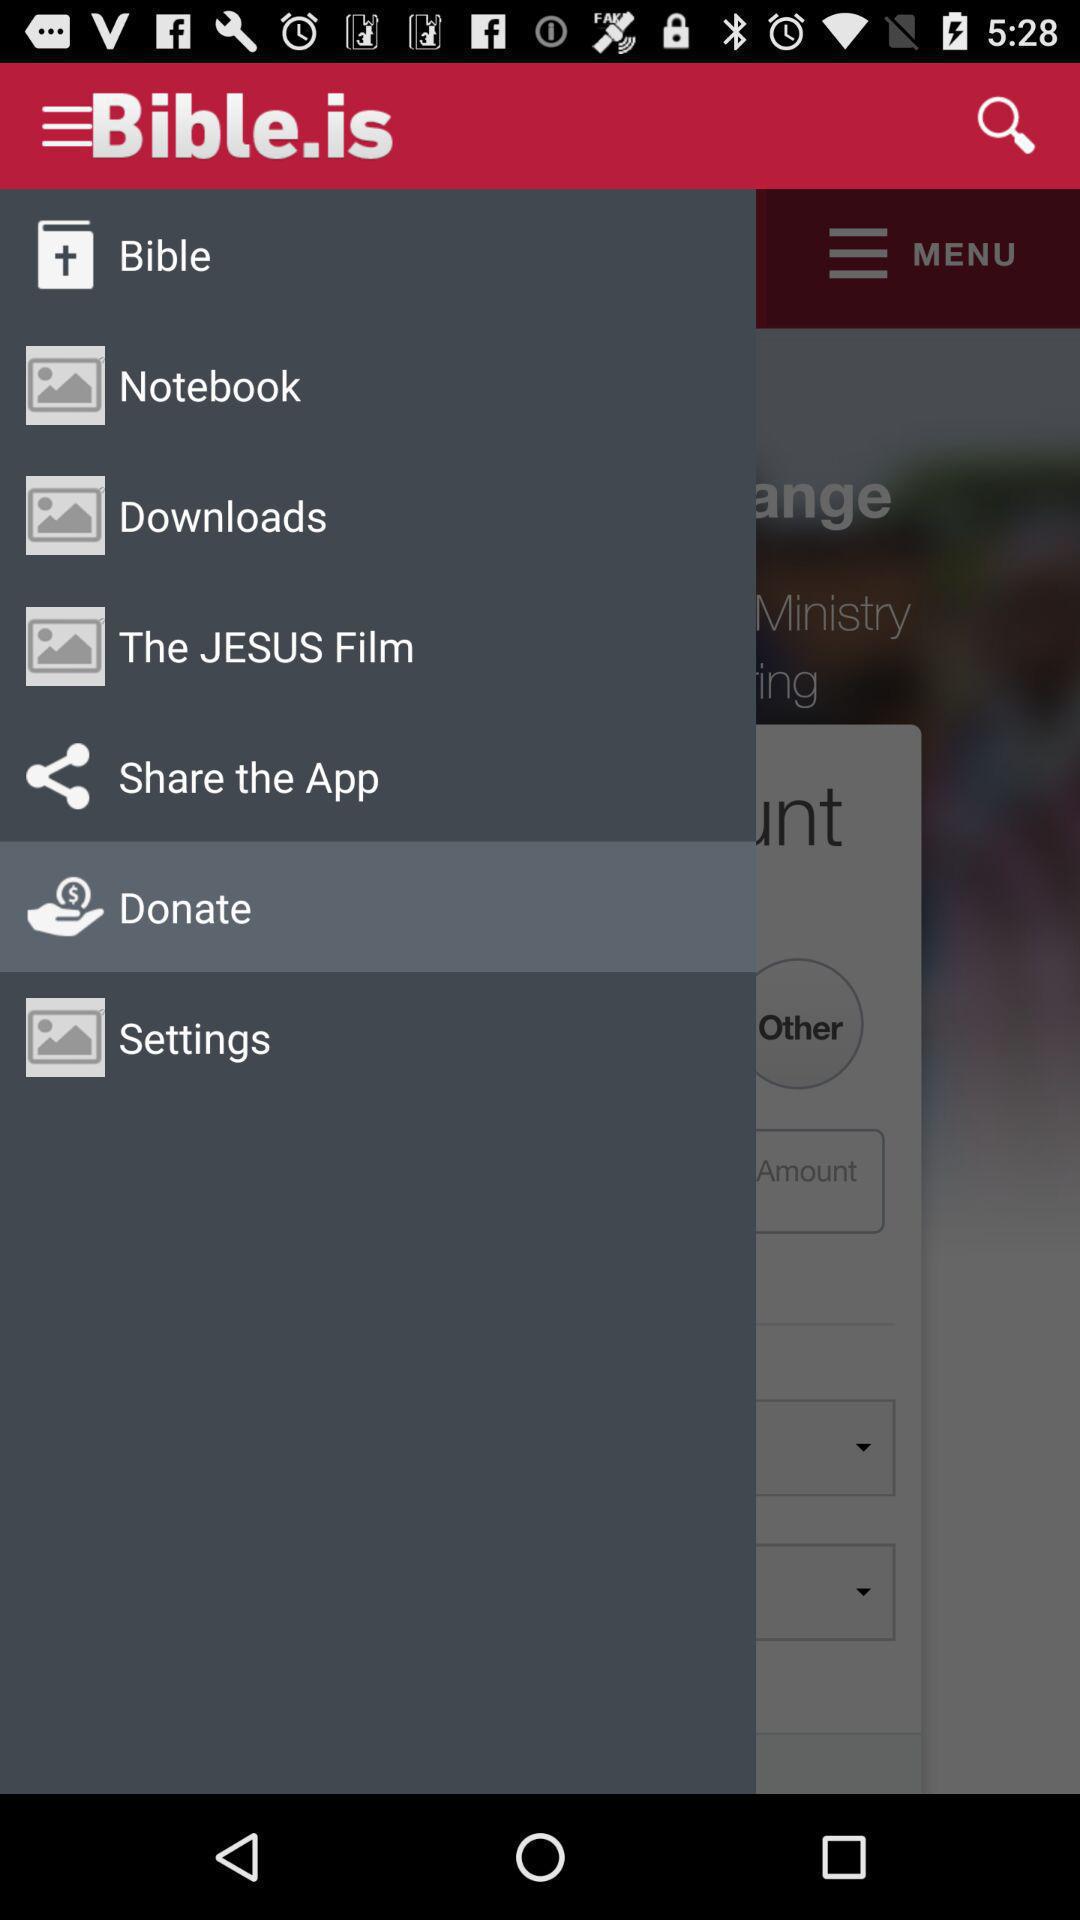 FAK 5:28
Bible.is
Bible
MENU
Notebook
ange
Downloads
Ministry
The JESUS Film
ing
Share the App
unt
Donate
Other
Settings
Amount